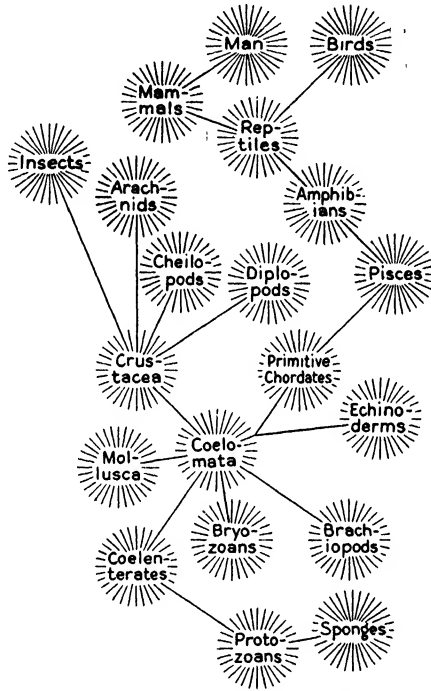 Man
Birds
Mam-
mals
Rep-
tiles
Insects
Arach-
nids
Amphib-
ians
Cheilo-
pods
Diplo-
pods
Pisces
Crus-
tacea
Primitive
Chordates
Echino-
derms
Coelo-
mata
Mol-
lusca
Bryo-
zoans
Brach-
iopods
Coelen-
terates
Proto-
zoans
Sponges